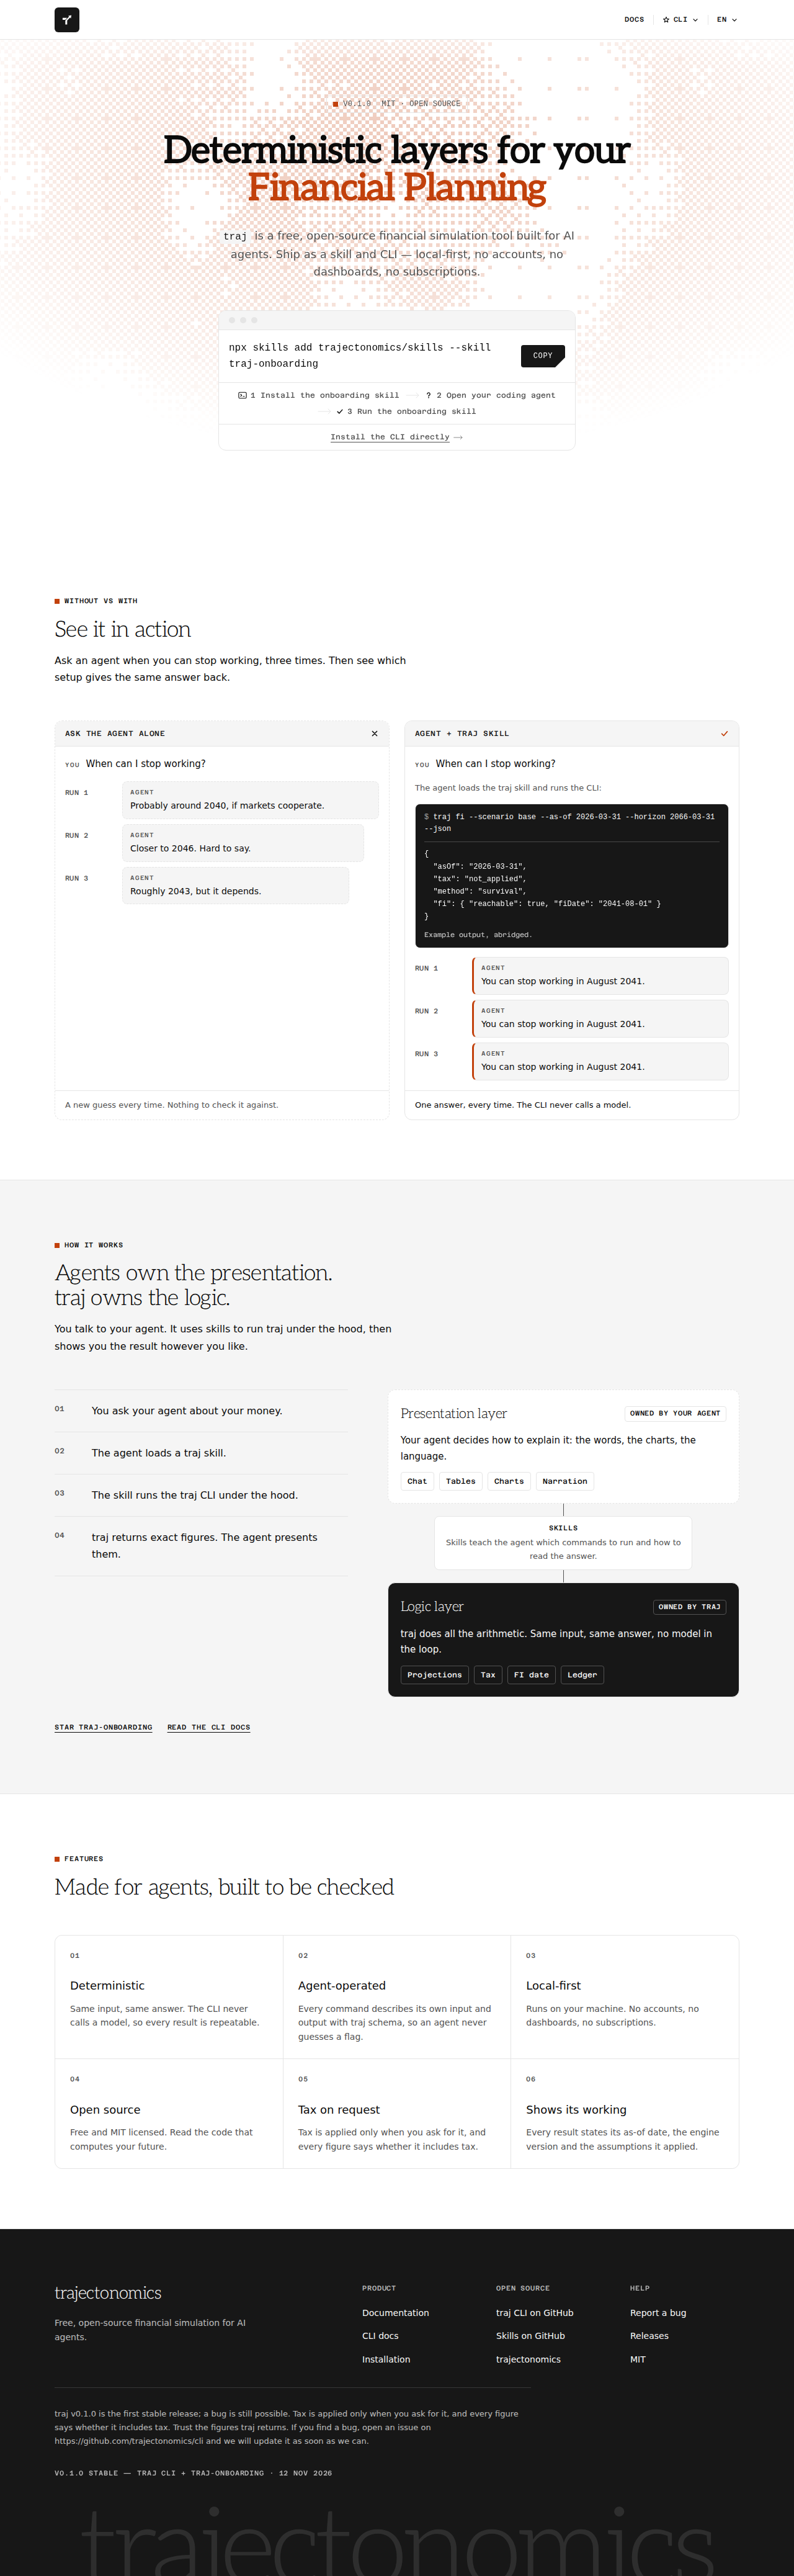 DOCS
CLI
EN
V0.1.0 MIT · OPEN SOURCE
Deterministic layers for your
Financial Planning
traj is a free, open-source financial simulation tool built for AI
agents. Ship as a skill and CLI — local-first, no accounts, no
dashboards, no subscriptions.
npx skills add trajectonomics/skills --skill
traj-onboarding
COPY
1 Install the onboarding skill
? 2 Open your coding agent
3 Run the onboarding skill
Install the CLI directly
WITHOUT VS WITH
See it in action
Ask an agent when you can stop working, three times. Then see which
setup gives the same answer back.
ASK THE AGENT ALONE
YOU When can I stop working?
RUN 1
AGENT
Probably around 2040, if markets cooperate.
RUN 2
AGENT
Closer to 2046. Hard to say.
RUN 3
AGENT
Roughly 2043, but it depends.
A new guess every time. Nothing to check it against.
AGENT + TRAJ SKILL
YOU When can I stop working?
The agent loads the traj skill and runs the CLI:
$ traj fi --scenario base --as-of 2026-03-31 --horizon 2066-03-31
--json
{
"asOf": "2026-03-31",
"tax": "not_applied",
"method": "survival",
"fi": { "reachable": true, "fiDate": "2041-08-01" }
}
Example output, abridged.
RUN 1
AGENT
You can stop working in August 2041.
RUN 2
AGENT
You can stop working in August 2041.
RUN 3
AGENT
You can stop working in August 2041.
One answer, every time. The CLI never calls a model.
HOW IT WORKS
Agents own the presentation.
traj owns the logic.
You talk to your agent. It uses skills to run traj under the hood, then
shows you the result however you like.
01 You ask your agent about your money.
02 The agent loads a traj skill.
03 The skill runs the traj CLI under the hood.
04 traj returns exact figures. The agent presents
them.
Presentation layer
OWNED BY YOUR AGENT
Your agent decides how to explain it: the words, the charts, the
language.
Chat
Tables
Charts
Narration
SKILLS
Skills teach the agent which commands to run and how to
read the answer.
Logic layer
OWNED BY TRAJ
traj does all the arithmetic. Same input, same answer, no model in
the loop.
Projections
Tax
FI date
Ledger
STAR TRAJ-ONBOARDING
READ THE CLI DOCS
FEATURES
Made for agents, built to be checked
01
Deterministic
Same input, same answer. The CLI never
calls a model, so every result is repeatable.
02
Agent-operated
Every command describes its own input and
output with traj schema, so an agent never
guesses a flag.
03
Local-first
Runs on your machine. No accounts, no
dashboards, no subscriptions.
04
Open source
Free and MIT licensed. Read the code that
computes your future.
05
Tax on request
Tax is applied only when you ask for it, and
every figure says whether it includes tax.
06
Shows its working
Every result states its as-of date, the engine
version and the assumptions it applied.
trajectonomics
Free, open-source financial simulation for AI
agents.
PRODUCT
Documentation
CLI docs
Installation
OPEN SOURCE
traj CLI on GitHub
Skills on GitHub
trajectonomics
HELP
Report a bug
Releases
MIT
traj v0.1.0 is the first stable release; a bug is still possible. Tax is applied only when you ask for it, and every figure
says whether it includes tax. Trust the figures traj returns. If you find a bug, open an issue on
https://github.com/trajectonomics/cli and we will update it as soon as we can.
V0.1.0 STABLE — TRAJ CLI + TRAJ-ONBOARDING · 12 NOV 2026
trajectonomics